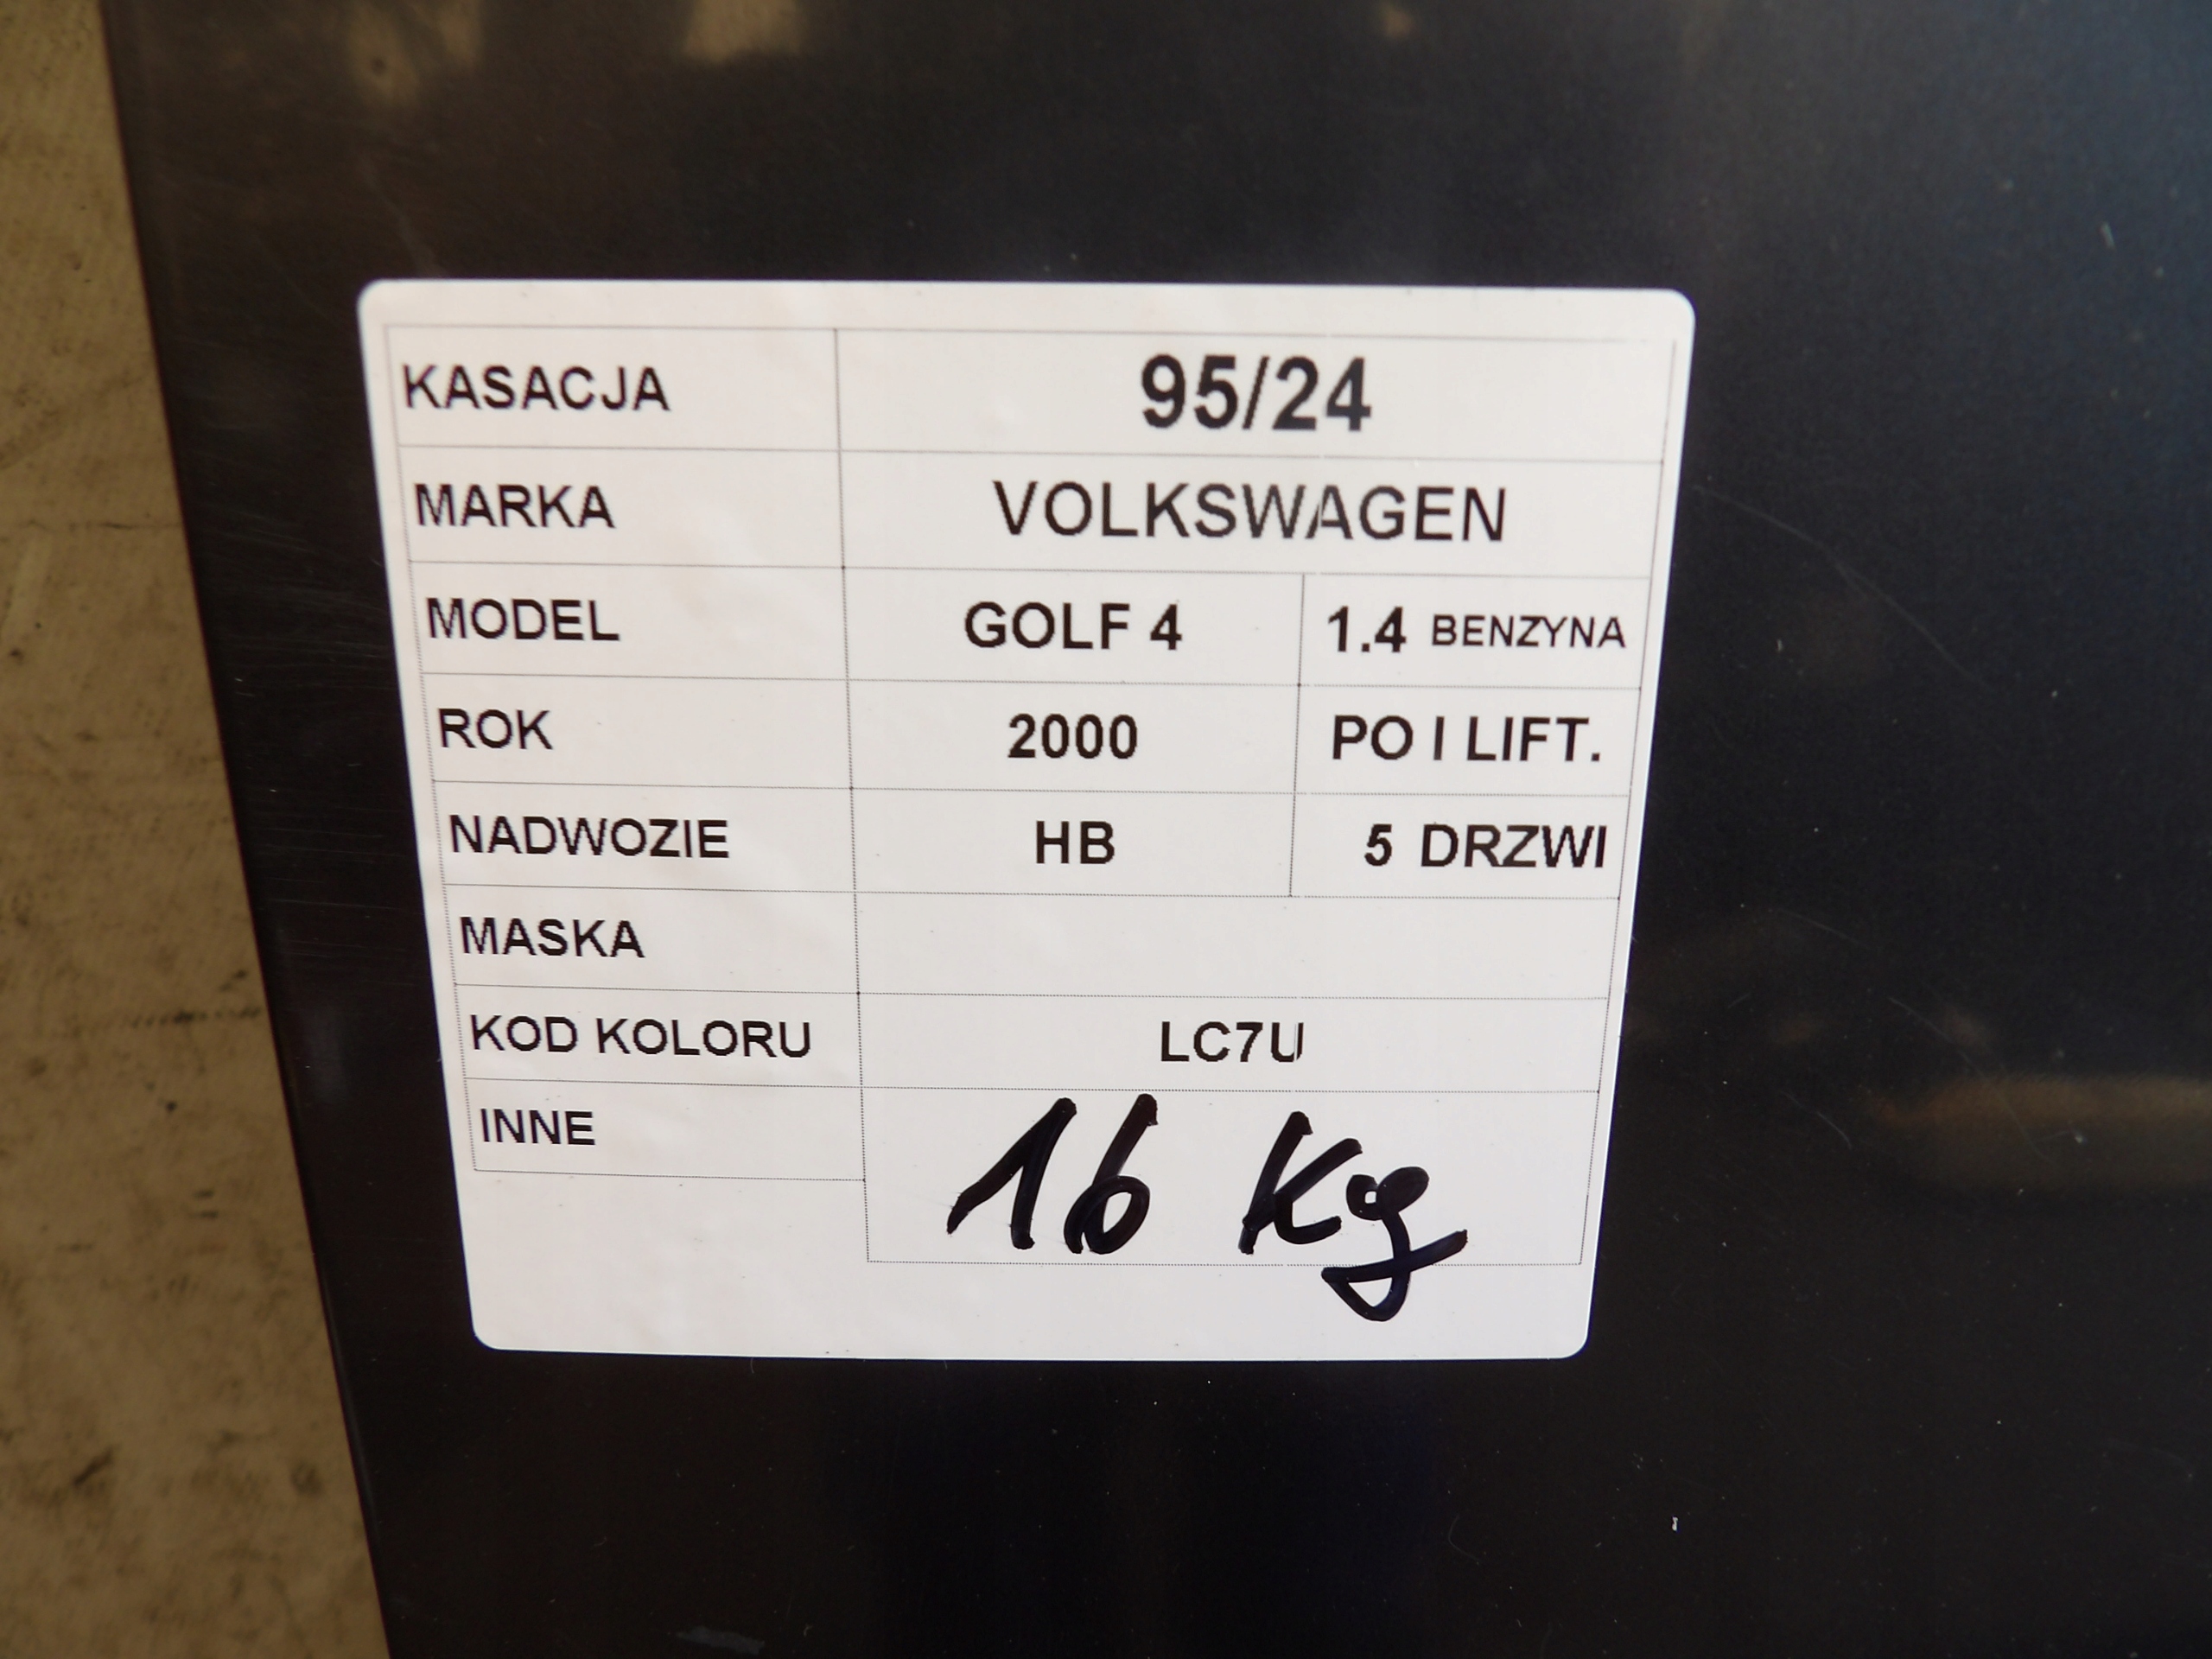 KASACJA 95/24
MARKA VOLKSWAGEN
MODEL GOLF 4 1.4 BENZYNA
ROK 2000 PO I LIFT.
NADWOZIE HB 5 DRZWI
MASKA
KOD KOLORU LC7U
INNE 16 Kg